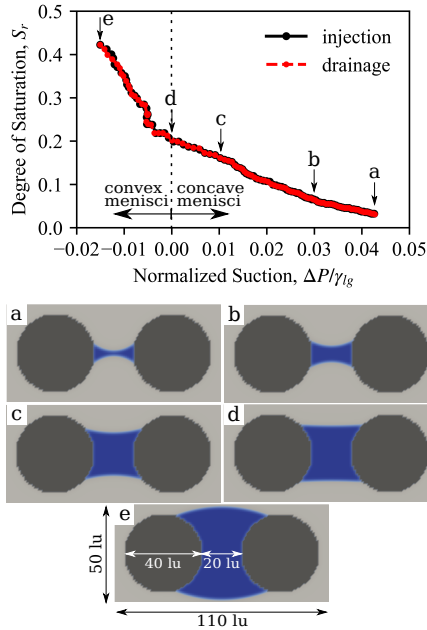 injection
drainage
Degree of Saturation, S_r
0.5
0.4
0.3
0.2
0.1
0.0
e
d
c
b
a
convex
menisci
concave
menisci
−0.02 −0.01 0.00 0.01 0.02 0.03 0.04 0.05
Normalized Suction, ΔP/γ_lg
a
b
c
d
e
50 lu
40 lu
20 lu
110 lu